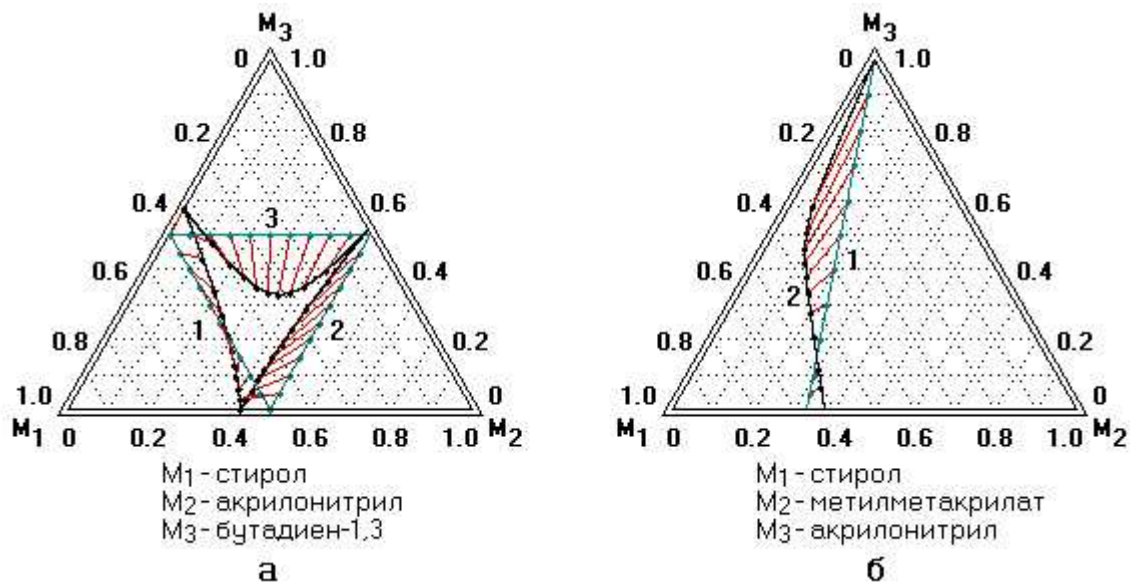 M3
0 1.0
0.2 0.8
0.4 0.6
3
0.6 0.4
1 2
0.8 0.2
1.0 0
M1 0 0.2 0.4 0.6 0.8 1.0 M2
M1-стирол
M2-акрилонитрил
M3-бутадиен-1,3
а
M3
0 1.0
0.2 0.8
0.4 0.6
1
0.6 0.4
2
0.8 0.2
1.0 0
M1 0 0.2 0.4 0.6 0.8 1.0 M2
M1-стирол
M2-метилметакрилат
M3-акрилонитрил
б